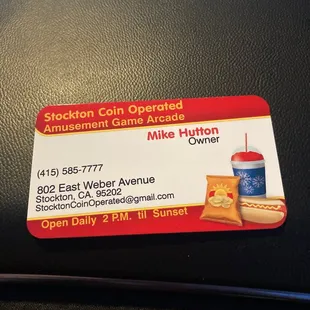 Stockton Coin Operated
Amusement Game Arcade
Mike Hutton
Owner
(415) 585-7777
802 East Weber Avenue
Stockton, CA. 95202
StocktonCoinOperated@gmail.com
Open Daily 2 P.M. til Sunset